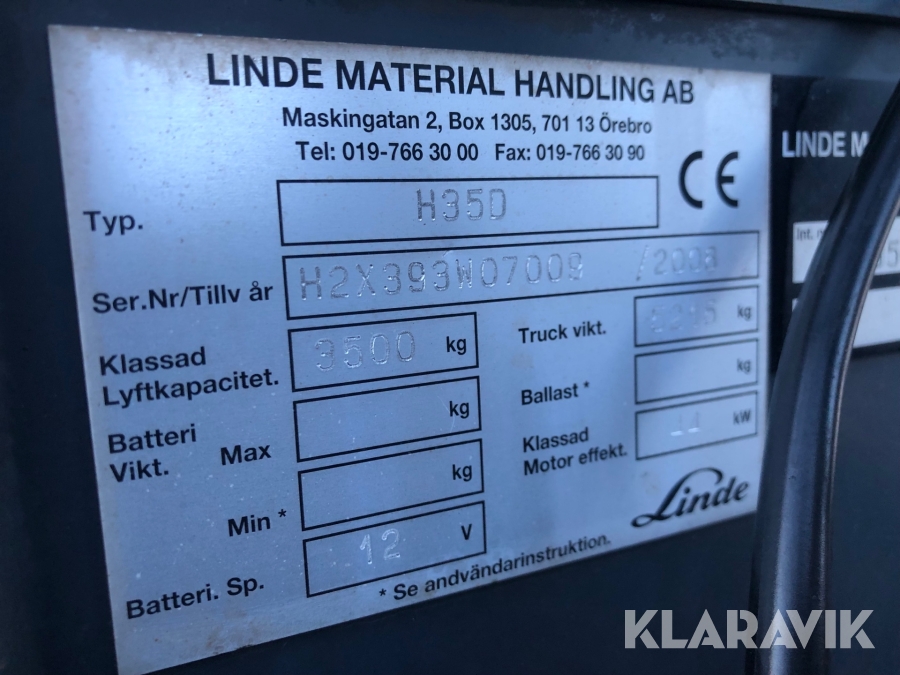 LINDE MATERIAL HANDLING AB
Maskingatan 2, Box 1305, 701 13 Örebro
Tel: 019-766 30 00 Fax: 019-766 30 90
CE
Typ. H35D
Ser.Nr/Tillv år H2X393W07009 /2008
Klassad
Lyftkapacitet. 3500 kg
Truck vikt. kg
Batteri
Vikt. Max kg
Ballast * kg
Min * kg
Klassad
Motor effekt. kW
Batteri. Sp. 12 V
Linde
* Se andvändarinstruktion.
LINDE M
Int.
KLARAVIK